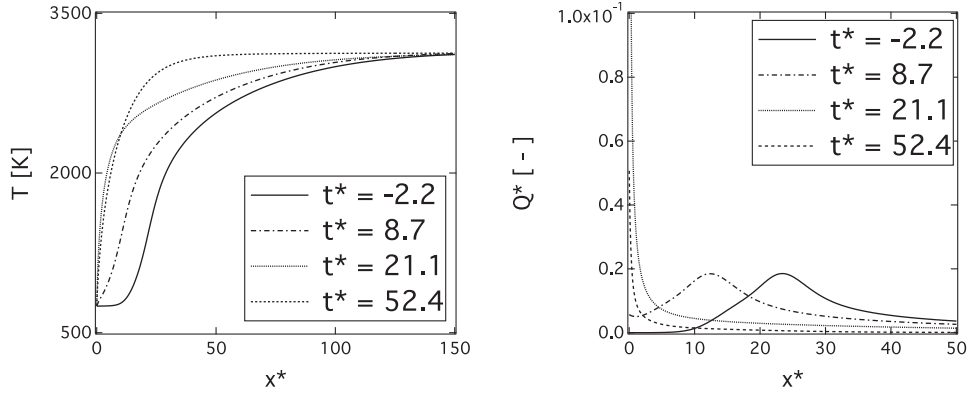 3500
2000
500
T [K]
t* = -2.2
t* = 8.7
t* = 21.1
t* = 52.4
0 50 100 150
x*
1.0x10-1
0.8
0.6
0.4
0.2
0.0
Q* [ - ]
t* = -2.2
t* = 8.7
t* = 21.1
t* = 52.4
0 10 20 30 40 50
x*